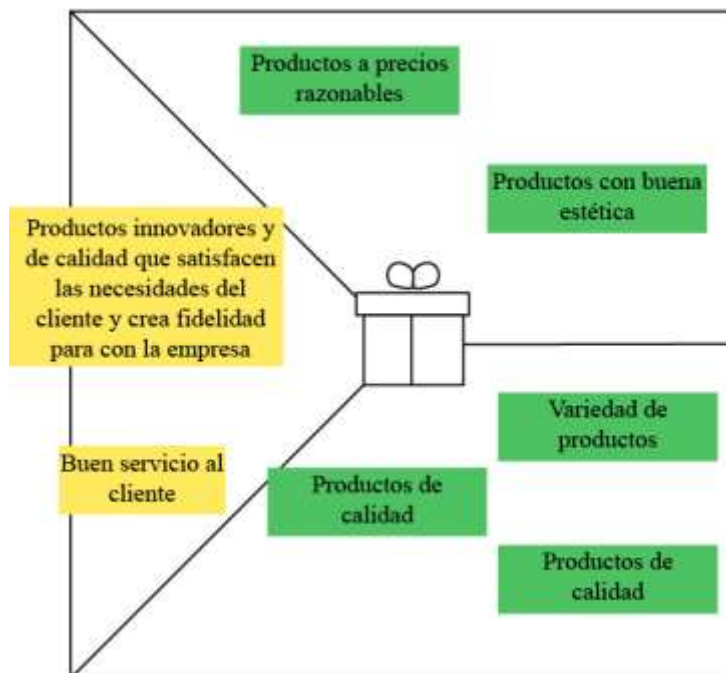 Productos a precios
razonables
Productos con buena
estética
Productos innovadores y
de calidad que satisfacen
las necesidades del
cliente y crea fidelidad
para con la empresa
Variedad de
productos
Buen servicio al
cliente
Productos de
calidad
Productos de
calidad